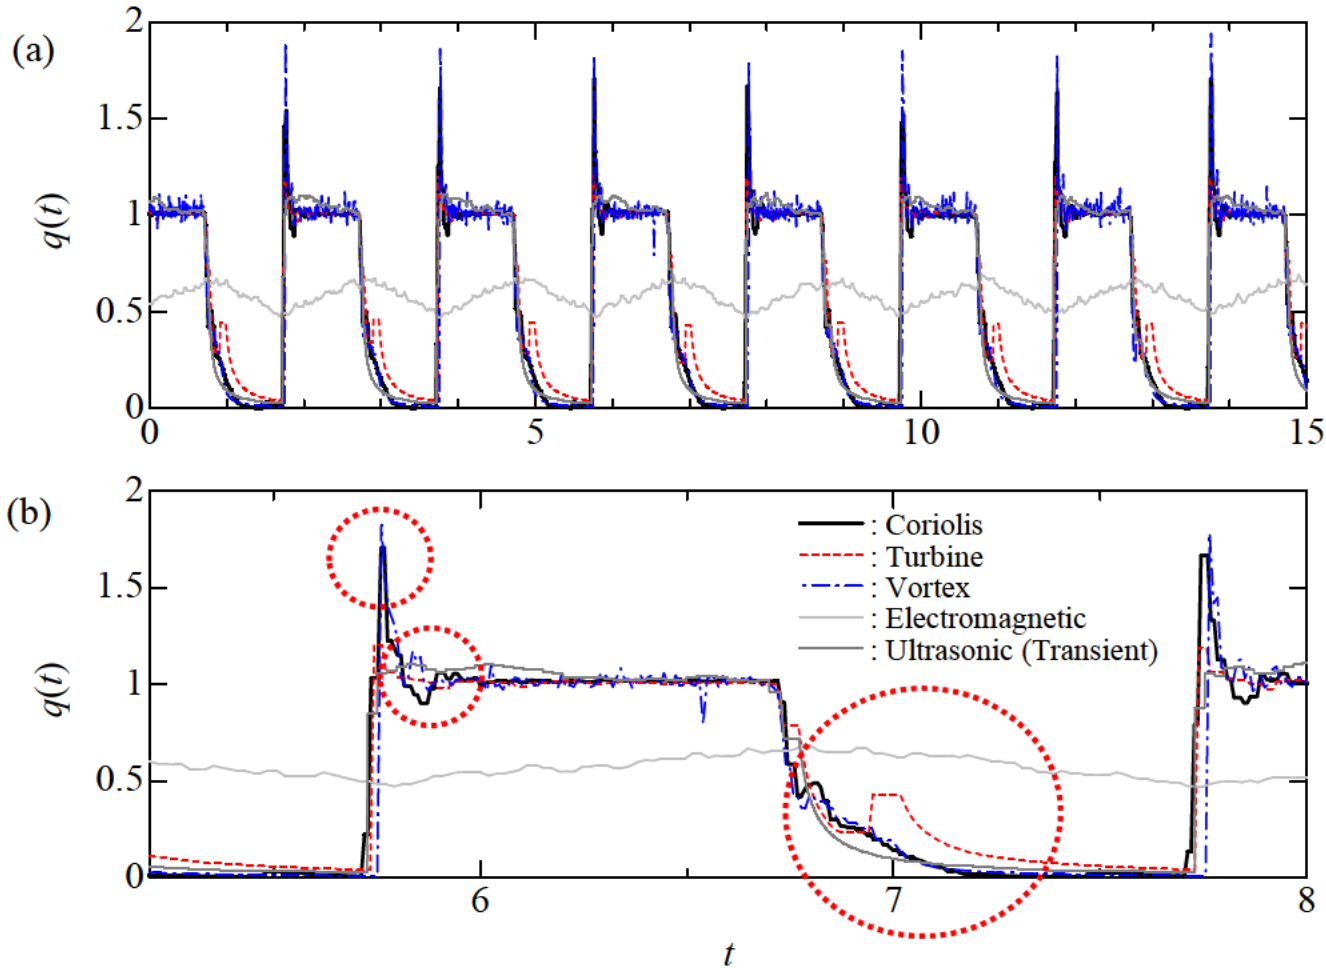 (a)
2
1.5
1
0.5
0
q(t)
0 5 10 15
(b)
2
1.5
1
0.5
0
q(t)
: Coriolis
: Turbine
: Vortex
: Electromagnetic
: Ultrasonic (Transient)
6 7 8
t